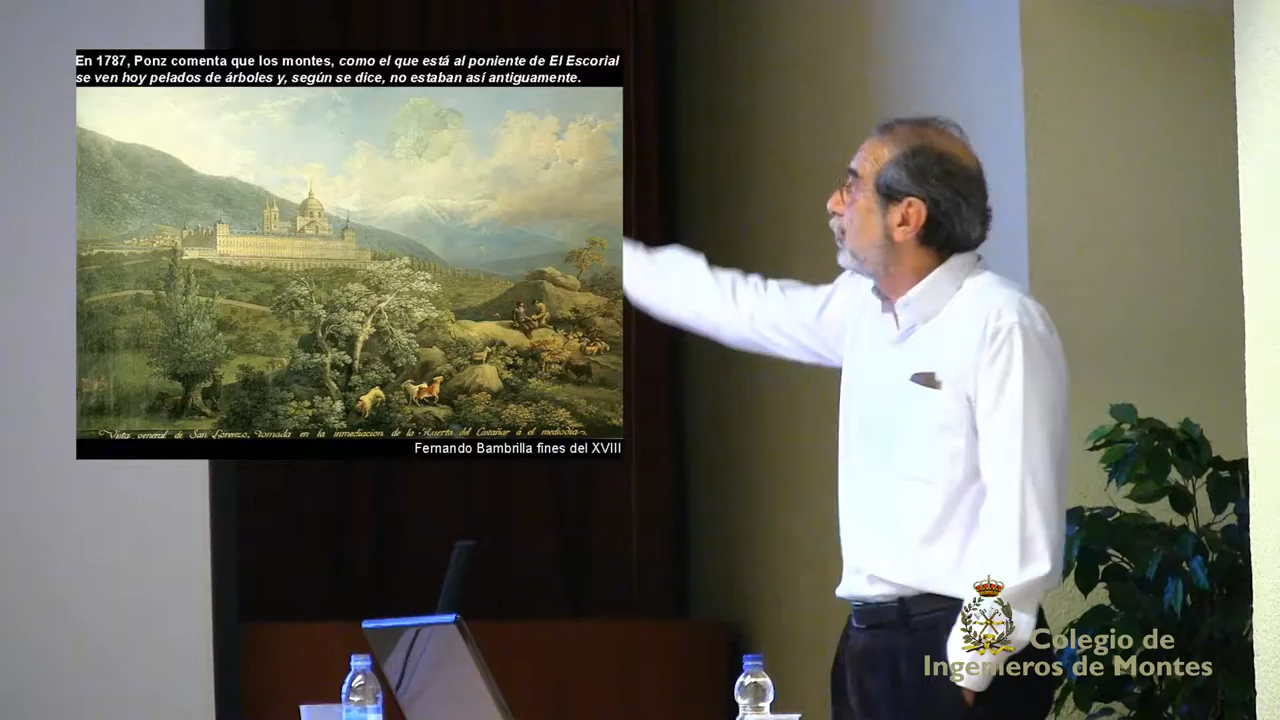 En 1787, Ponz comenta que los montes, como el que está al poniente de El Escorial
se ven hoy pelados de árboles y, según se dice, no estaban así antiguamente.
Vista general de San Lorenzo, tomada en la inmediacion de la Huerta del Castañar á el mediodia
Fernando Bambrilla fines del XVIII
Colegio de
Ingenieros de Montes